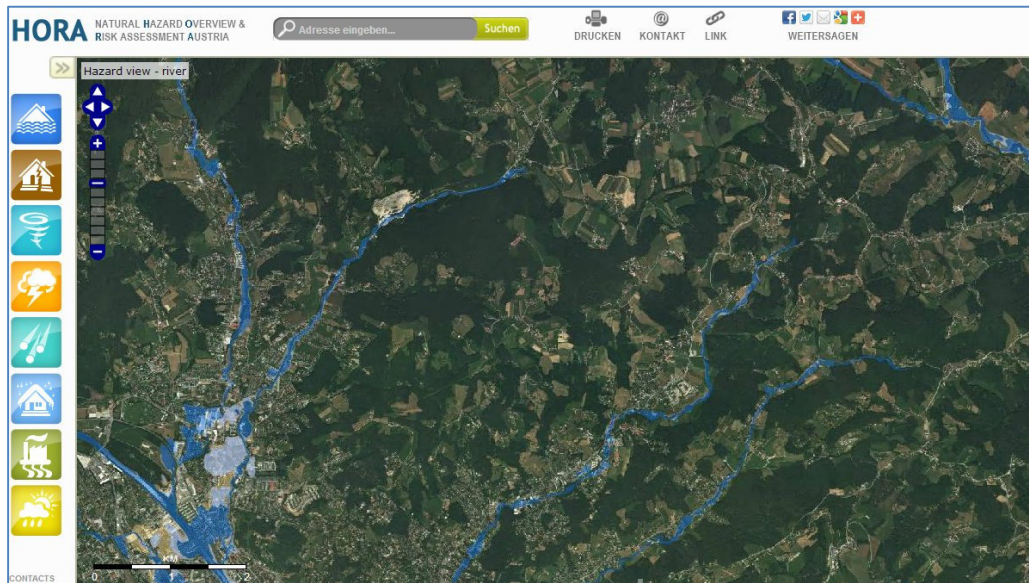 HORA NATURAL HAZARD OVERVIEW &
RISK ASSESSMENT AUSTRIA
Adresse eingeben...
Suchen
DRUCKEN
KONTAKT
LINK
WEITERSAGEN
Hazard view - river
KM
0 2
CONTACTS